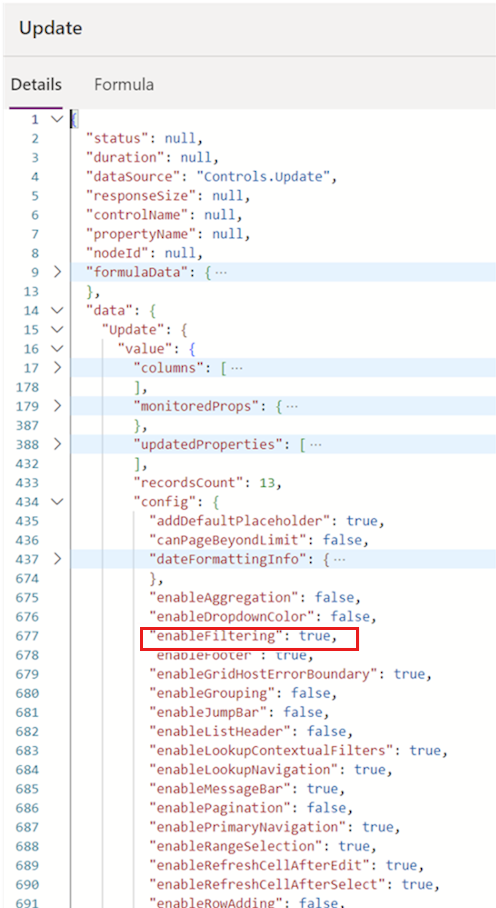 Update
Details Formula
1 {
2 "status": null,
3 "duration": null,
4 "dataSource": "Controls.Update",
5 "responseSize": null,
6 "controlName": null,
7 "propertyName": null,
8 "nodeId": null,
9 "formulaData": { ...
13 },
14 "data": {
15 "Update": {
16 "value": {
17 "columns": [ ...
178 ],
179 "monitoredProps": { ...
387 },
388 "updatedProperties": [ ...
432 ],
433 "recordsCount": 13,
434 "config": {
435 "addDefaultPlaceholder": true,
436 "canPageBeyondLimit": false,
437 "dateFormattingInfo": { ...
674 },
675 "enableAggregation": false,
676 "enableDropdownColor": false,
677 "enableFiltering": true,
678 "enableFooter": true,
679 "enableGridHostErrorBoundary": true,
680 "enableGrouping": false,
681 "enableJumpBar": false,
682 "enableListHeader": false,
683 "enableLookupContextualFilters": true,
684 "enableLookupNavigation": true,
685 "enableMessageBar": true,
686 "enablePagination": false,
687 "enablePrimaryNavigation": true,
688 "enableRangeSelection": true,
689 "enableRefreshCellAfterEdit": true,
690 "enableRefreshCellAfterSelect": true,
691 "enableRowAdding": false,